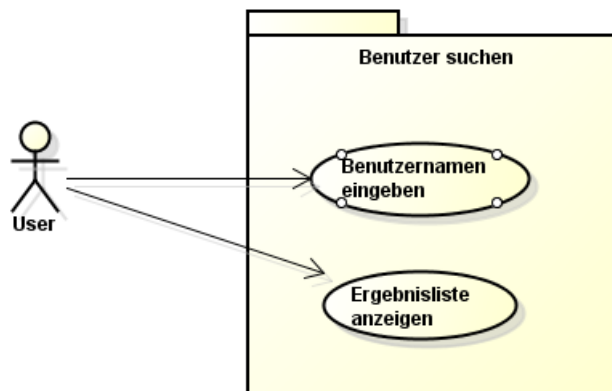 Benutzer suchen
Benutzernamen
eingeben
User
Ergebnisliste
anzeigen